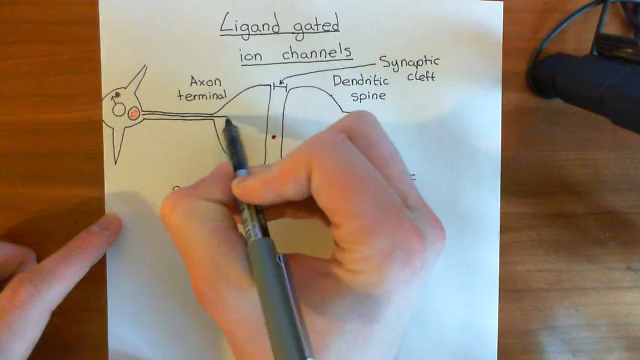 Ligand gated
ion channels
Synaptic
cleft
Axon
terminal
Dendritic
spine